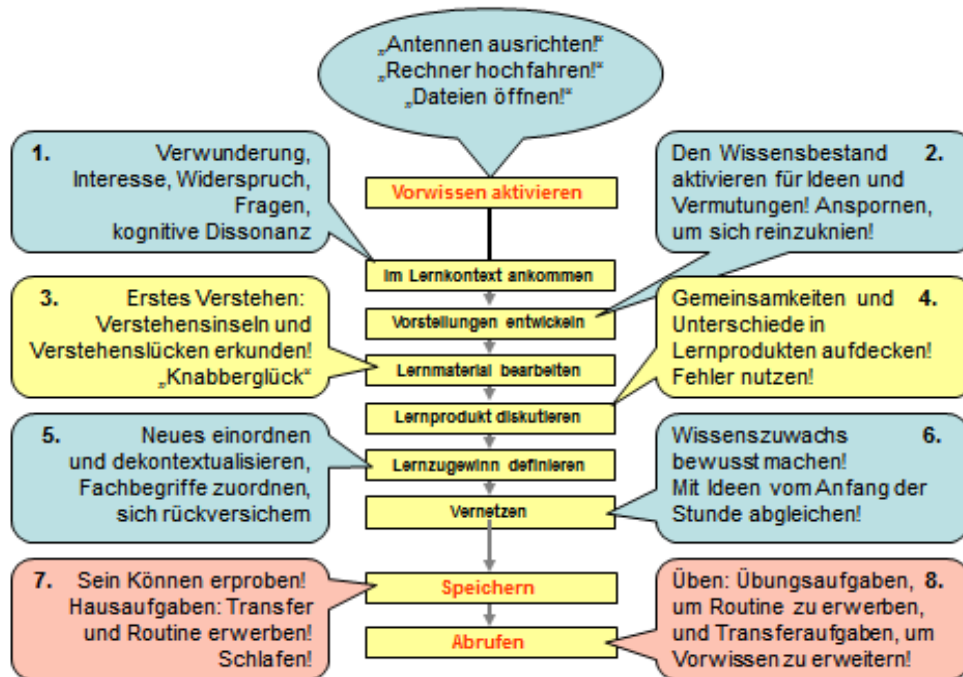 „Antennen ausrichten!“
„Rechner hochfahren!“
„Dateien öffnen!“
1. Verwunderung,
Interesse, Widerspruch,
Fragen,
kognitive Dissonanz
Vorwissen aktivieren
Den Wissensbestand 2.
aktivieren für Ideen und
Vermutungen! Anspornen,
um sich reinzuknien!
Im Lernkontext ankommen
3. Erstes Verstehen:
Verstehensinseln und
Verstehenslücken erkunden!
„Knabberglück“
Vorstellungen entwickeln
Gemeinsamkeiten und 4.
Unterschiede in
Lernprodukten aufdecken!
Fehler nutzen!
Lernmaterial bearbeiten
Lernprodukt diskutieren
5. Neues einordnen
und dekontextualisieren,
Fachbegriffe zuordnen,
sich rückversichern
Lernzugewinn definieren
Wissenszuwachs 6.
bewusst machen!
Mit Ideen vom Anfang der
Stunde abgleichen!
Vernetzen
7. Sein Können erproben!
Hausaufgaben: Transfer
und Routine erwerben!
Schlafen!
Speichern
Üben: Übungsaufgaben, 8.
um Routine zu erwerben,
und Transferaufgaben, um
Vorwissen zu erweitern!
Abrufen